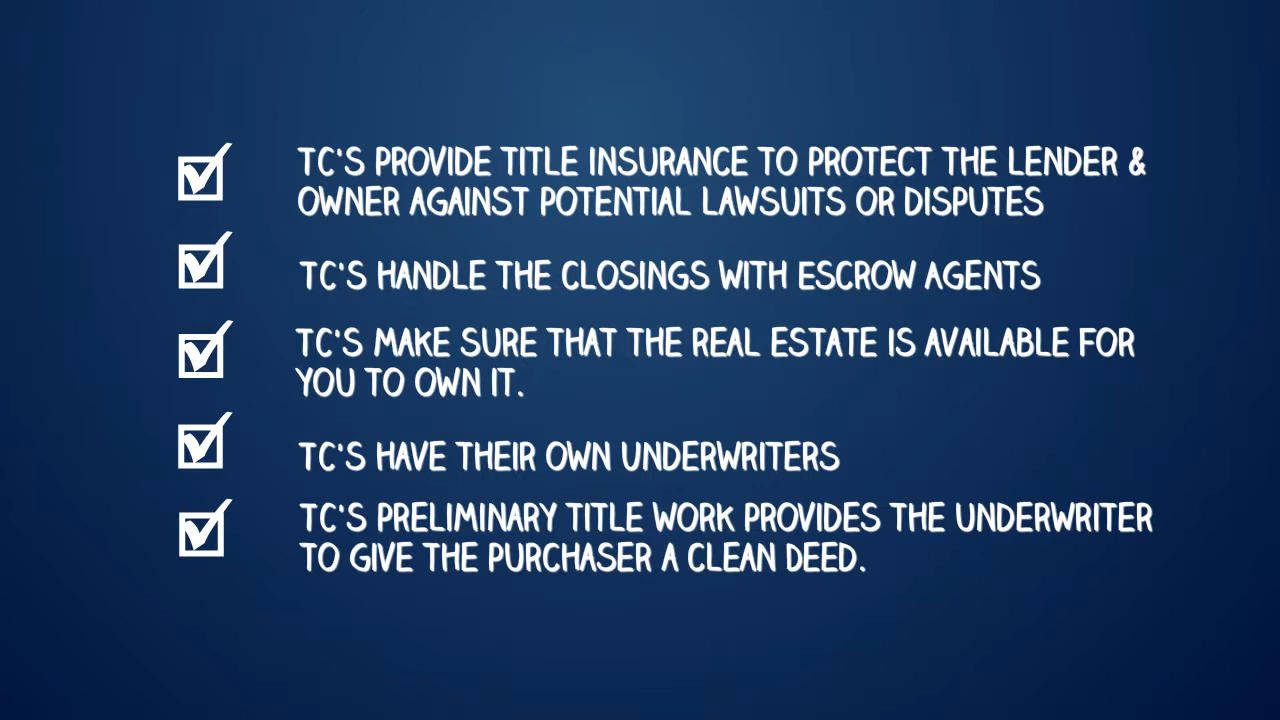 TC'S PROVIDE TITLE INSURANCE TO PROTECT THE LENDER &
OWNER AGAINST POTENTIAL LAWSUITS OR DISPUTES
TC'S HANDLE THE CLOSINGS WITH ESCROW AGENTS
TC'S MAKE SURE THAT THE REAL ESTATE IS AVAILABLE FOR
YOU TO OWN IT.
TC'S HAVE THEIR OWN UNDERWRITERS
TC'S PRELIMINARY TITLE WORK PROVIDES THE UNDERWRITER
TO GIVE THE PURCHASER A CLEAN DEED.